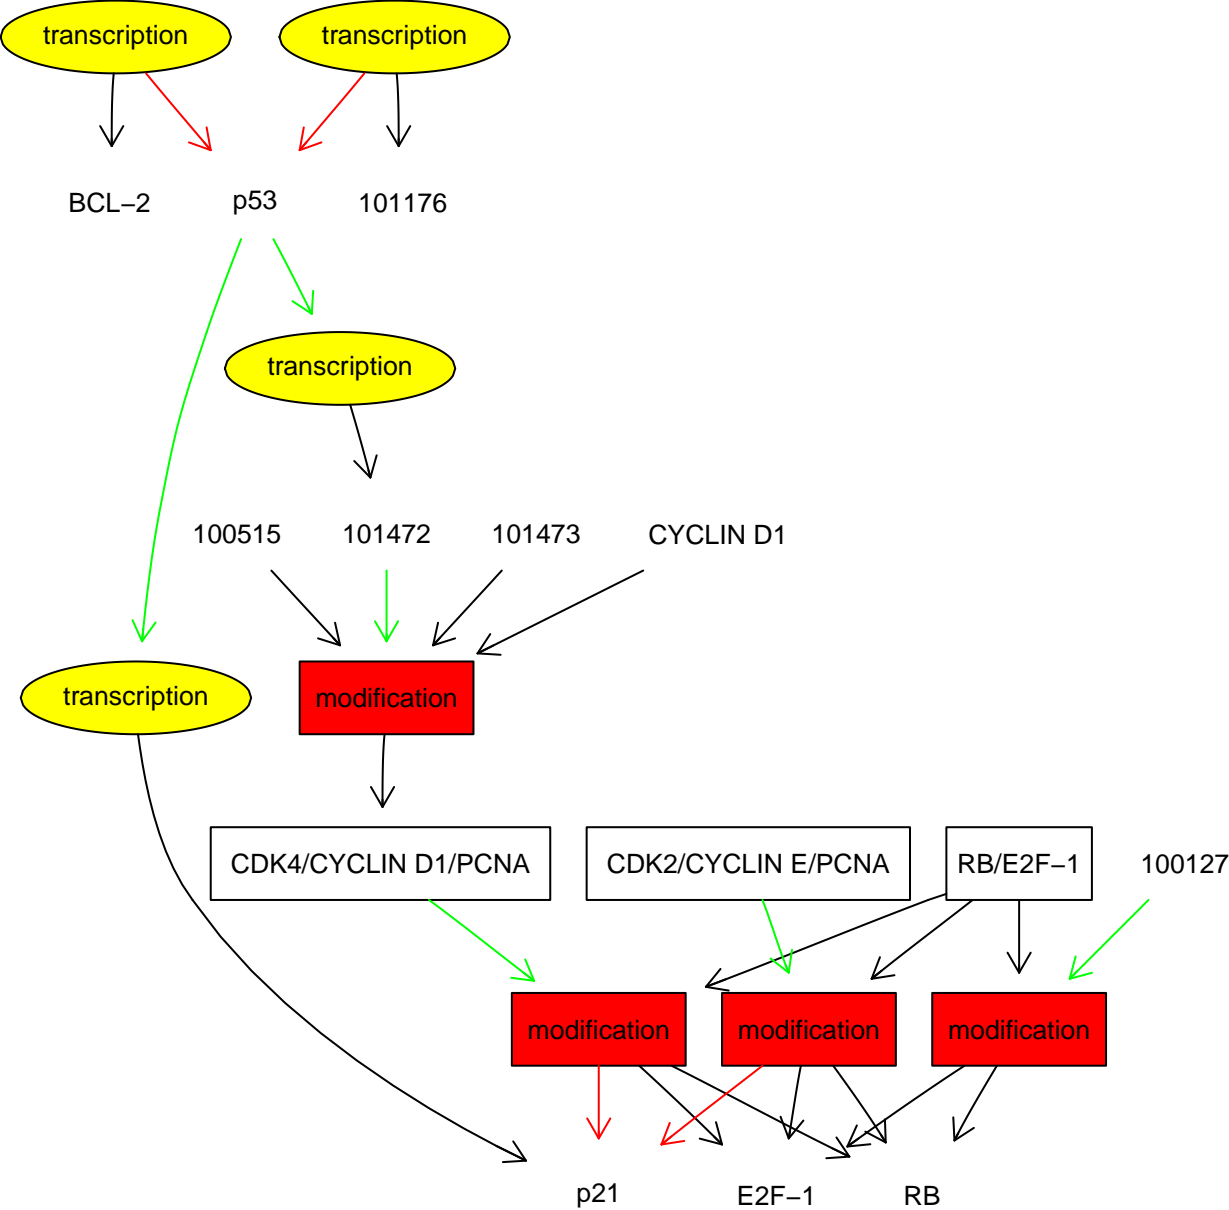 transcription transcription
BCL−2 p53 101176
transcription
100515 101472 101473 CYCLIN D1
transcription modification
CDK4/CYCLIN D1/PCNA CDK2/CYCLIN E/PCNA RB/E2F−1 100127
modification modification modification
p21 E2F−1 RB